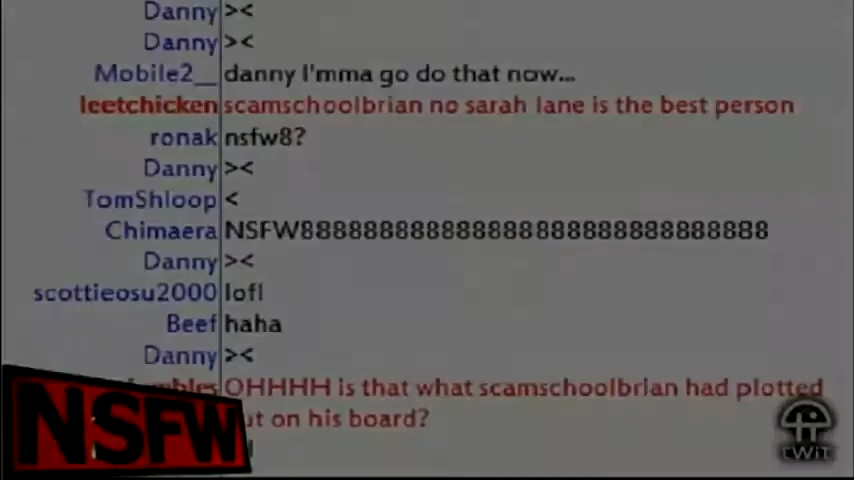 Danny ><
Danny ><
Mobile2__ danny I'mma go do that now...
leetchicken scamschoolbrian no sarah lane is the best person
ronak nsfw8?
Danny ><
TomShloop <
Chimaera NSFW888888888888888888888888888888
Danny ><
scottieosu2000 lofl
Beef haha
Danny ><
OHHHH is that what scamschoolbrian had plotted
on his board?
NSFW
TWiT